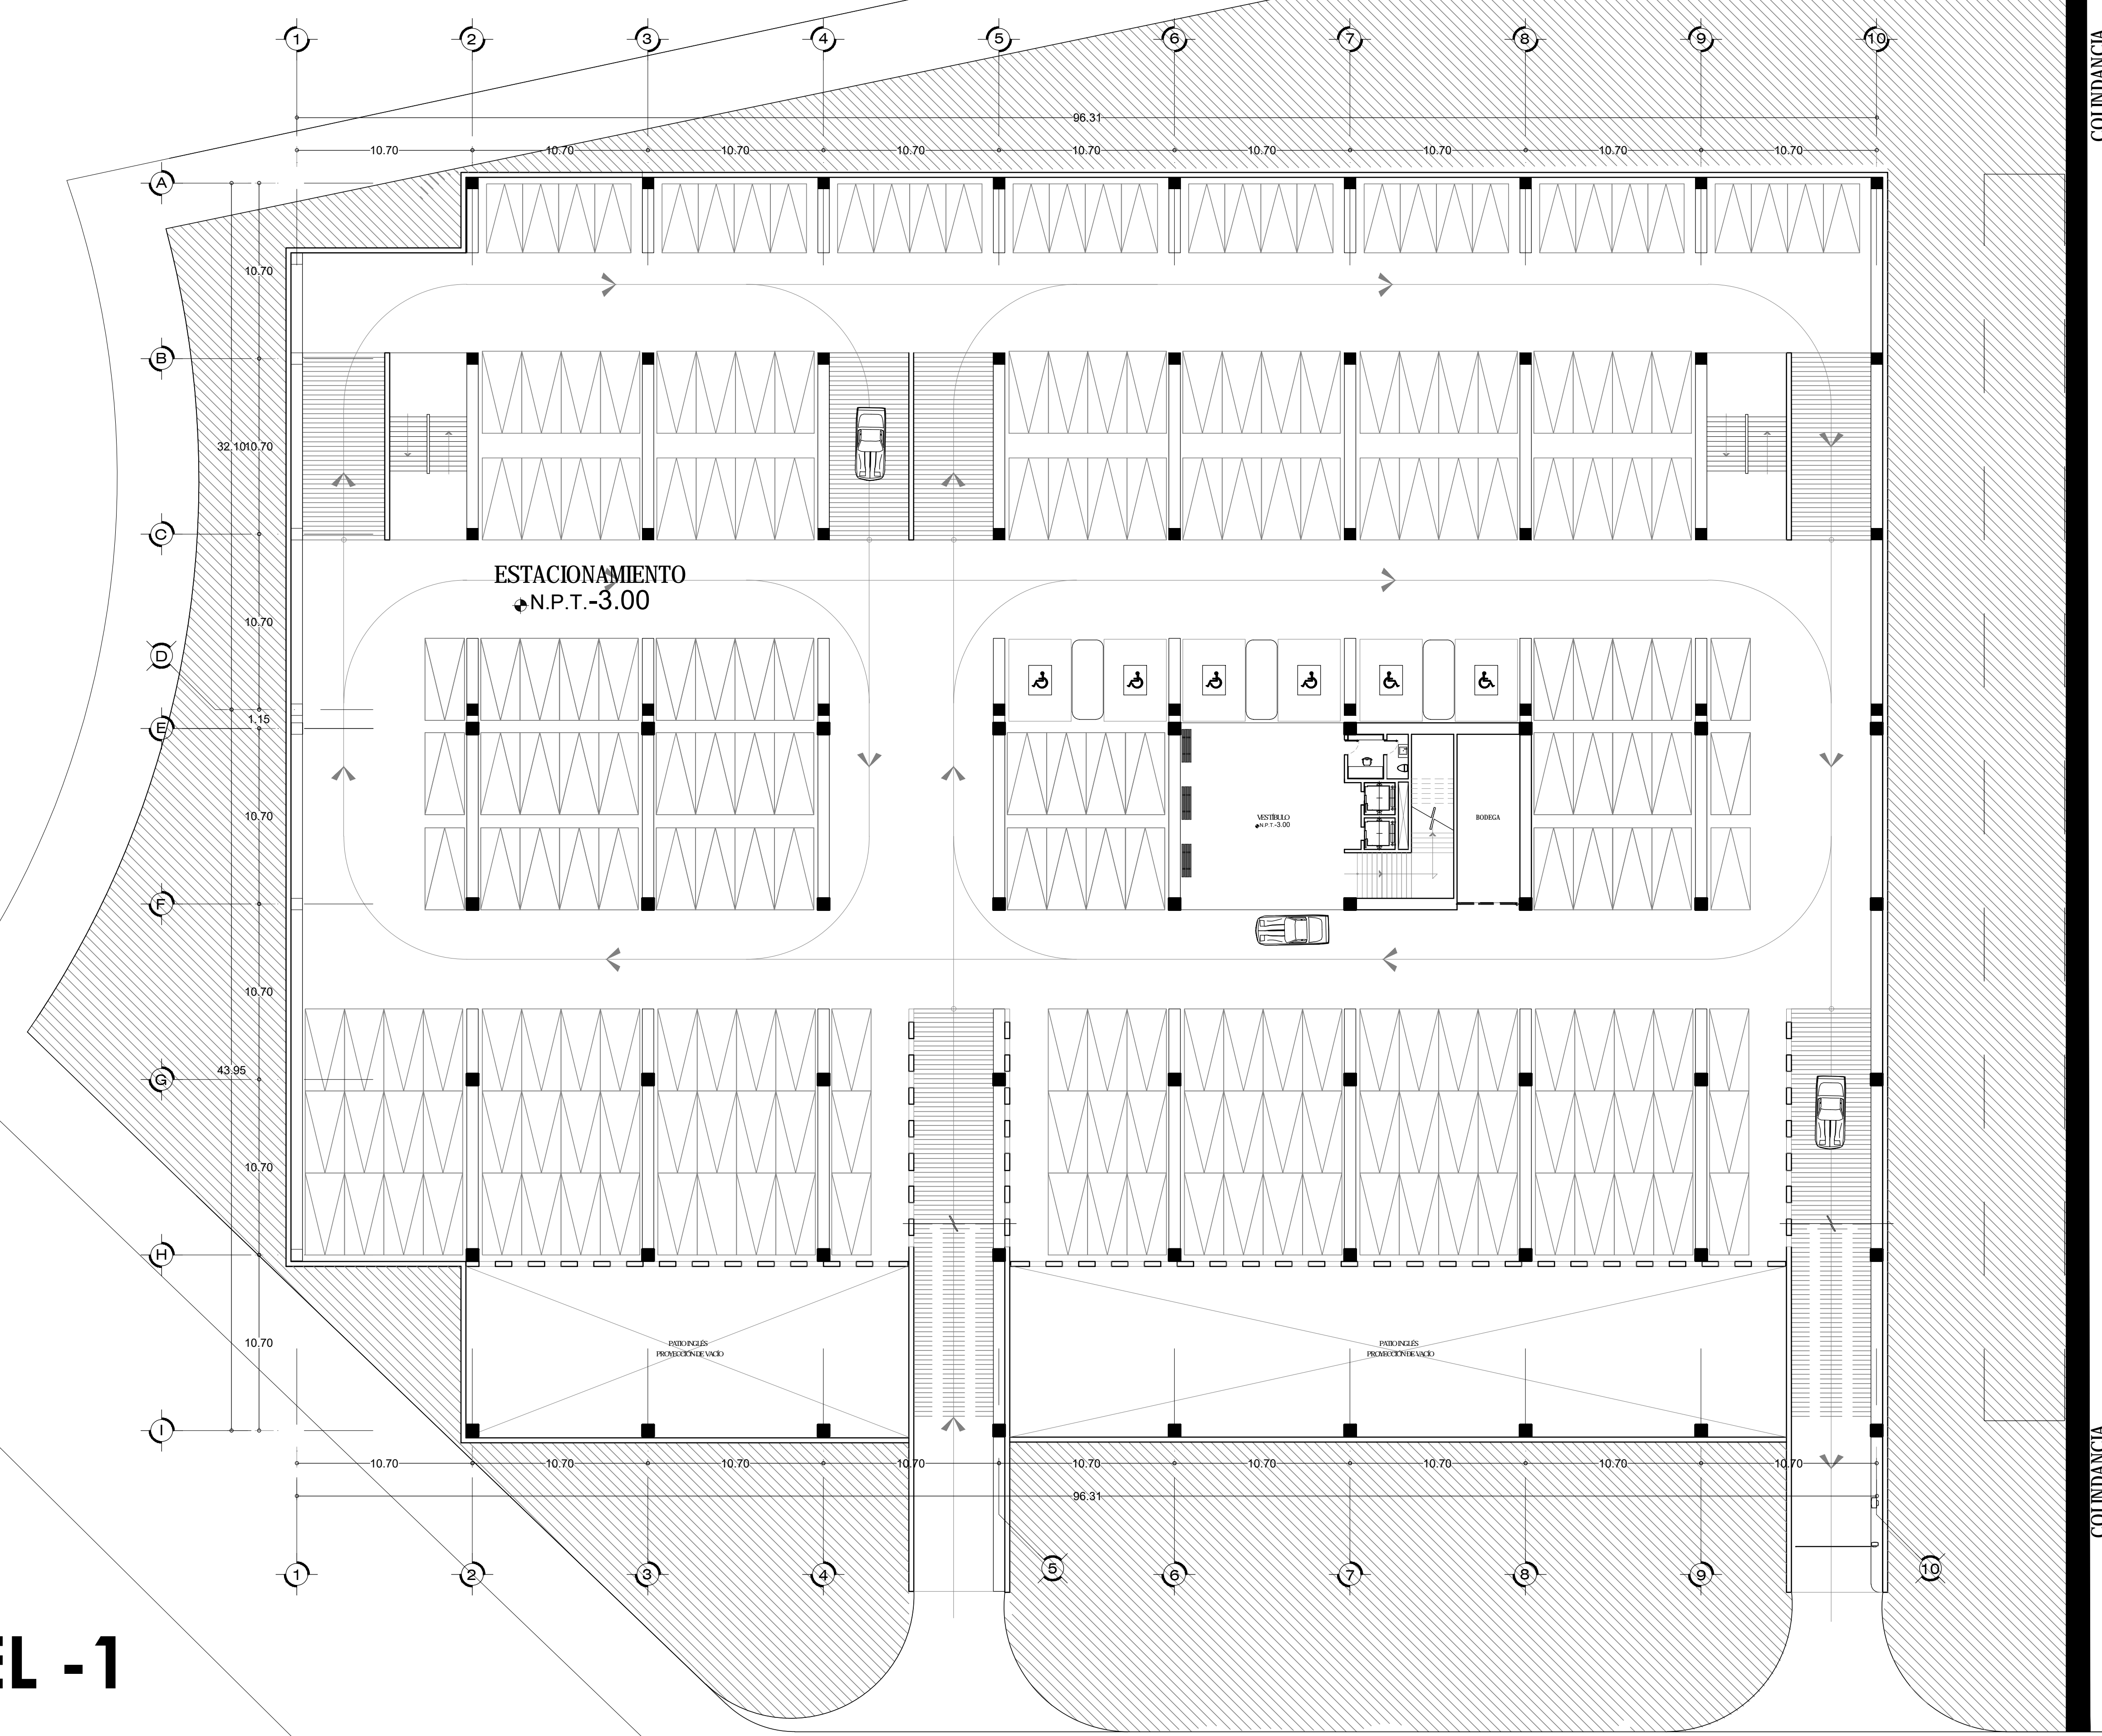 1 2 3 4 5 6 7 8 9 10
COLINDANCIA
96.31
10.70 10.70 10.70 10.70 10.70 10.70 10.70 10.70 10.70
A
10.70
B
32.10 10.70
C
ESTACIONAMIENTO
N.P.T.-3.00
10.70
D
1.15
E
10.70
VESTÍBULO
N.P.T.-3.00
BODEGA
F
10.70
43.95
G
10.70
H
10.70
PATIO INGLÉS
PROYECCIÓN DE VACÍO
PATIO INGLÉS
PROYECCIÓN DE VACÍO
I
10.70 10.70 10.70 10.70 10.70 10.70 10.70 10.70 10.70
96.31
COLINDANCIA
1 2 3 4 5 6 7 8 9 10
EL -1